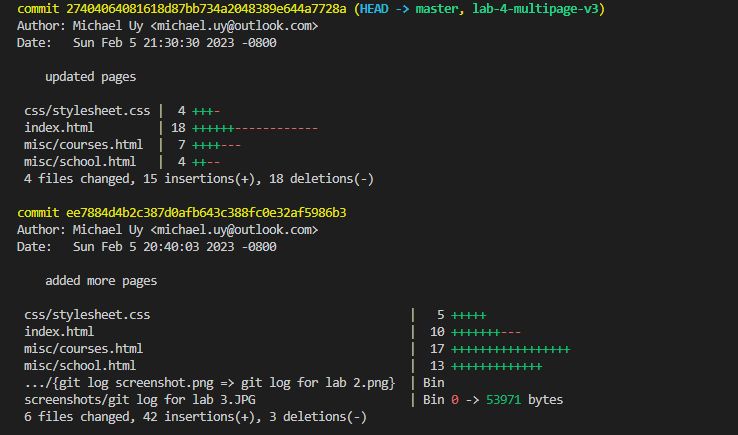 commit 27404064081618d87bb734a2048389e644a7728a (HEAD -> master, lab-4-multipage-v3)
Author: Michael Uy <michael.uy@outlook.com>
Date:   Sun Feb 5 21:30:30 2023 -0800
updated pages
css/stylesheet.css |  4 +++-
index.html         | 18 ++++++------------
misc/courses.html  |  7 ++++---
misc/school.html   |  4 ++--
4 files changed, 15 insertions(+), 18 deletions(-)
commit ee7884d4b2c387d0afb643c388fc0e32af5986b3
Author: Michael Uy <michael.uy@outlook.com>
Date:   Sun Feb 5 20:40:03 2023 -0800
added more pages
css/stylesheet.css                                 |   5 +++++
index.html                                         |  10 +++++++---
misc/courses.html                                  |  17 +++++++++++++++++
misc/school.html                                   |  13 +++++++++++++
.../{git log screenshot.png => git log for lab 2.png}  | Bin
screenshots/git log for lab 3.JPG                  | Bin 0 -> 53971 bytes
6 files changed, 42 insertions(+), 3 deletions(-)